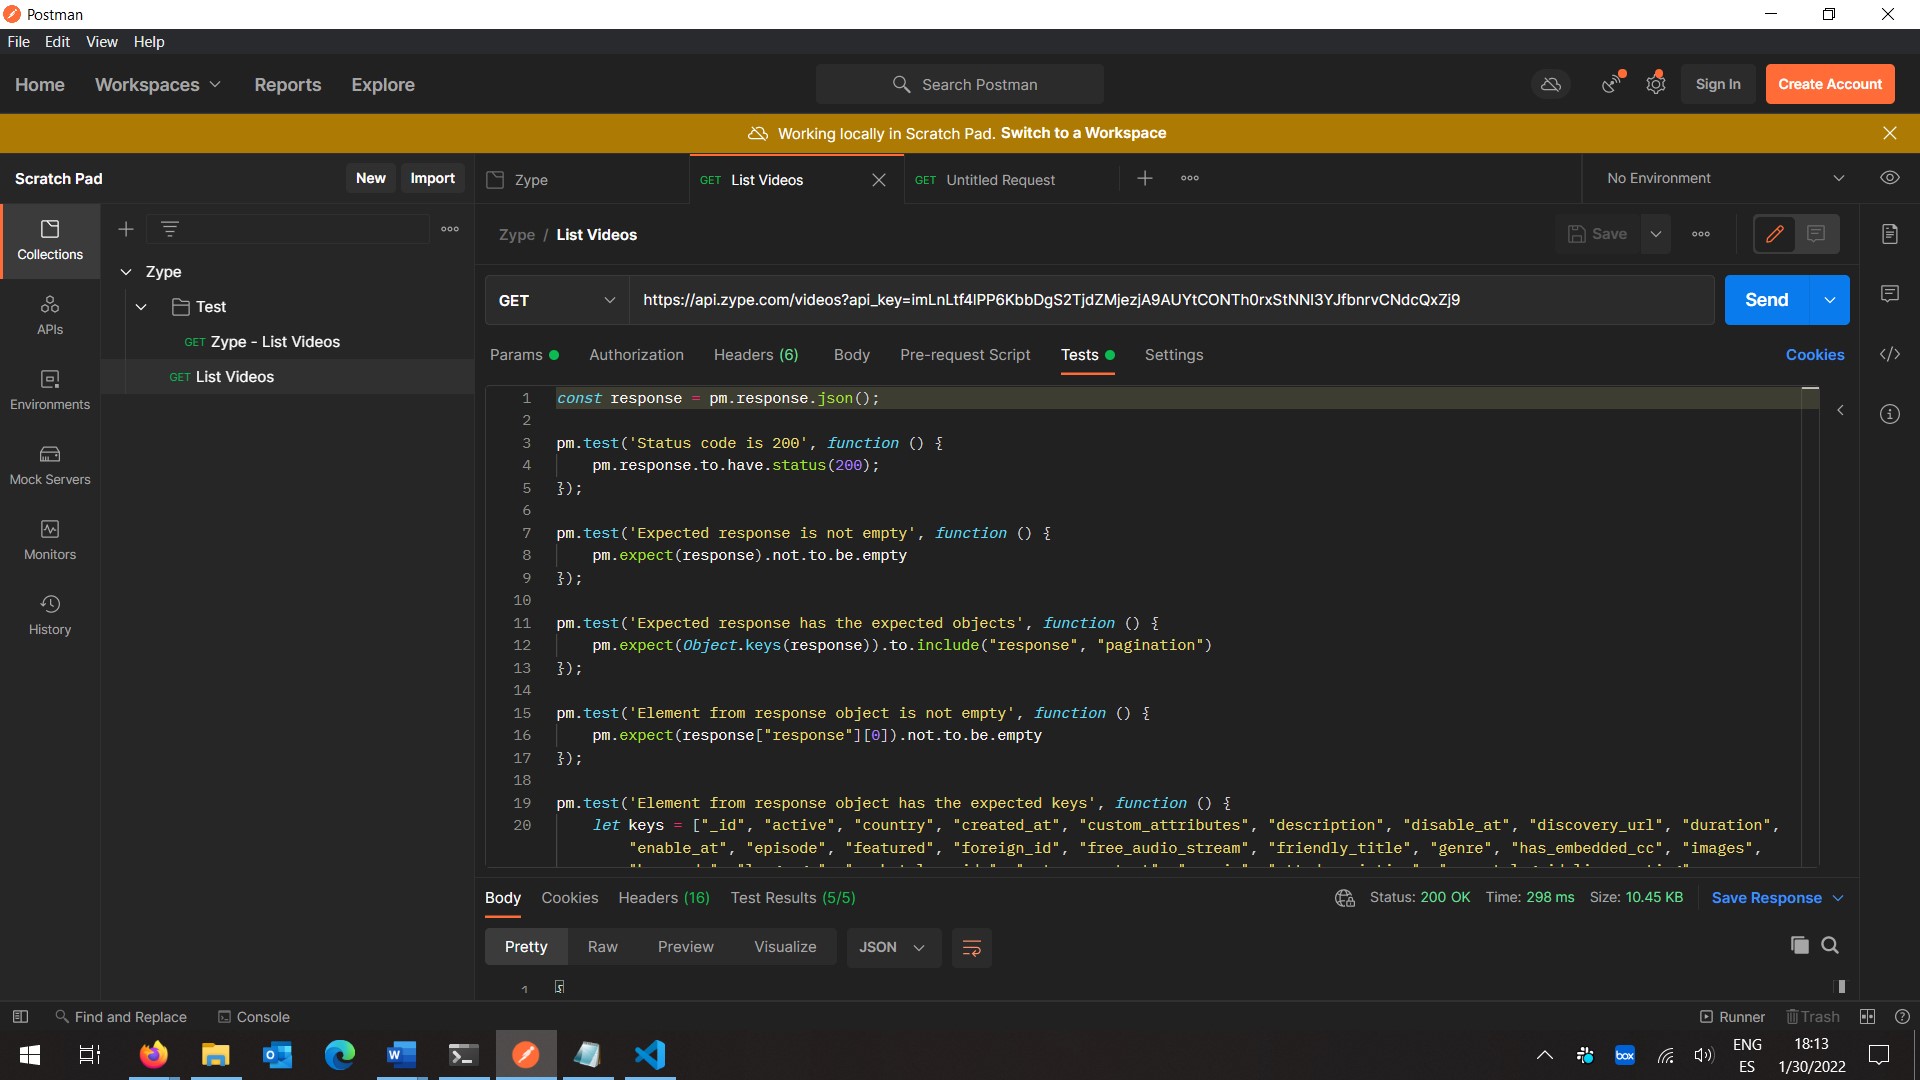 Postman
File Edit View Help
Home Workspaces Reports Explore
Search Postman
Sign In Create Account
Working locally in Scratch Pad. Switch to a Workspace
Scratch Pad New Import
Zype GET List Videos GET Untitled Request
No Environment
Collections
APIs
Environments
Mock Servers
Monitors
History
Zype
Test
GET Zype - List Videos
GET List Videos
Zype / List Videos
Save
GET https://api.zype.com/videos?api_key=imLnLtf4lPP6KbbDgS2TjdZMjezjA9AUYtCONTh0rxStNNl3YJfbnrvCNdcQxZj9 Send
Params Authorization Headers (6) Body Pre-request Script Tests Settings Cookies
1 const response = pm.response.json();
2
3 pm.test('Status code is 200', function () {
4 pm.response.to.have.status(200);
5 });
6
7 pm.test('Expected response is not empty', function () {
8 pm.expect(response).not.to.be.empty
9 });
10
11 pm.test('Expected response has the expected objects', function () {
12 pm.expect(Object.keys(response)).to.include("response", "pagination")
13 });
14
15 pm.test('Element from response object is not empty', function () {
16 pm.expect(response["response"][0]).not.to.be.empty
17 });
18
19 pm.test('Element from response object has the expected keys', function () {
20 let keys = ["_id", "active", "country", "created_at", "custom_attributes", "description", "disable_at", "discovery_url", "duration",
"enable_at", "episode", "featured", "foreign_id", "free_audio_stream", "friendly_title", "genre", "has_embedded_cc", "images",
Body Cookies Headers (16) Test Results (5/5)
Status: 200 OK Time: 298 ms Size: 10.45 KB Save Response
Pretty Raw Preview Visualize JSON
1 {
Find and Replace Console
Runner Trash
box
ENG
ES
18:13
1/30/2022